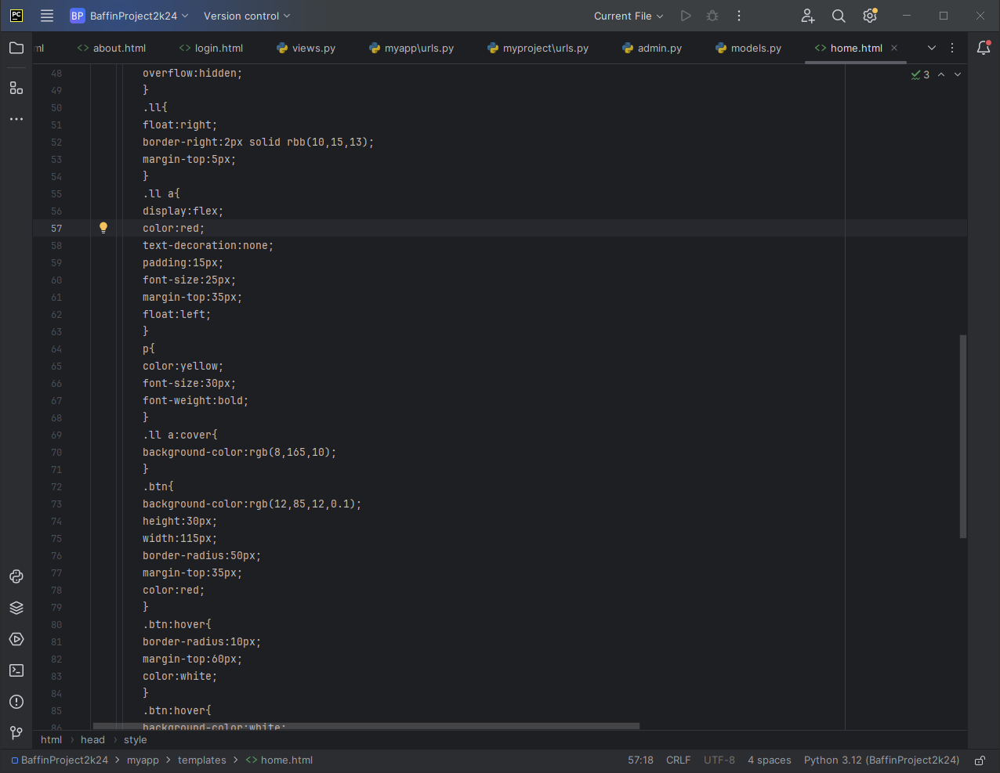 PC
BP BaffinProject2k24 Version control Current File
ml about.html login.html views.py myapp\urls.py myproject\urls.py admin.py models.py home.html
3
48 overflow:hidden;
49 }
50 .ll{
51 float:right;
52 border-right:2px solid rbb(10,15,13);
53 margin-top:5px;
54 }
55 .ll a{
56 display:flex;
57 color:red;
58 text-decoration:none;
59 padding:15px;
60 font-size:25px;
61 margin-top:35px;
62 float:left;
63 }
64 p{
65 color:yellow;
66 font-size:30px;
67 font-weight:bold;
68 }
69 .ll a:cover{
70 background-color:rgb(8,165,10);
71 }
72 .btn{
73 background-color:rgb(12,85,12,0.1);
74 height:30px;
75 width:115px;
76 border-radius:50px;
77 margin-top:35px;
78 color:red;
79 }
80 .btn:hover{
81 border-radius:10px;
82 margin-top:60px;
83 color:white;
84 }
85 .btn:hover{
86 background-color:white;
html head style
BaffinProject2k24 myapp templates home.html 57:18 CRLF UTF-8 4 spaces Python 3.12 (BaffinProject2k24)